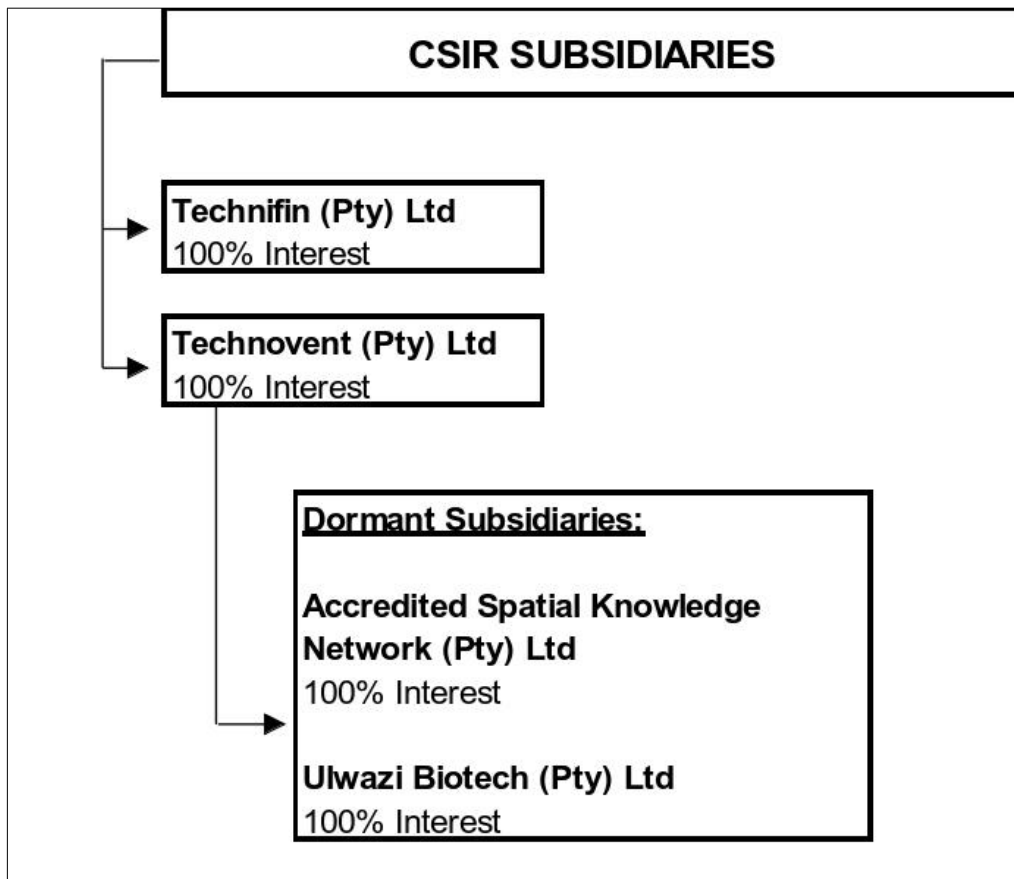 CSIR SUBSIDIARIES
Technifin (Pty) Ltd
100% Interest
Technovent (Pty) Ltd
100% Interest
Dormant Subsidiaries:
Accredited Spatial Knowledge
Network (Pty) Ltd
100% Interest
Ulwazi Biotech (Pty) Ltd
100% Interest